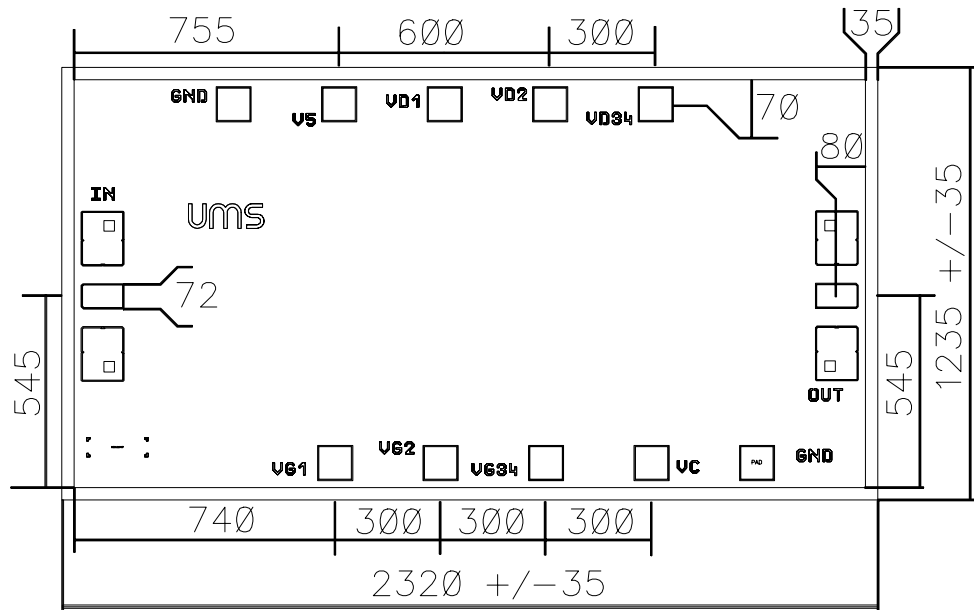 755 600 300 35
GND V5 VD1 VD2 VD34
70
80
IN
UMS
72
545
1235 +/-35
545
OUT
VG1 VG2 VG34 VC PAD GND
740 300 300 300
2320 +/-35